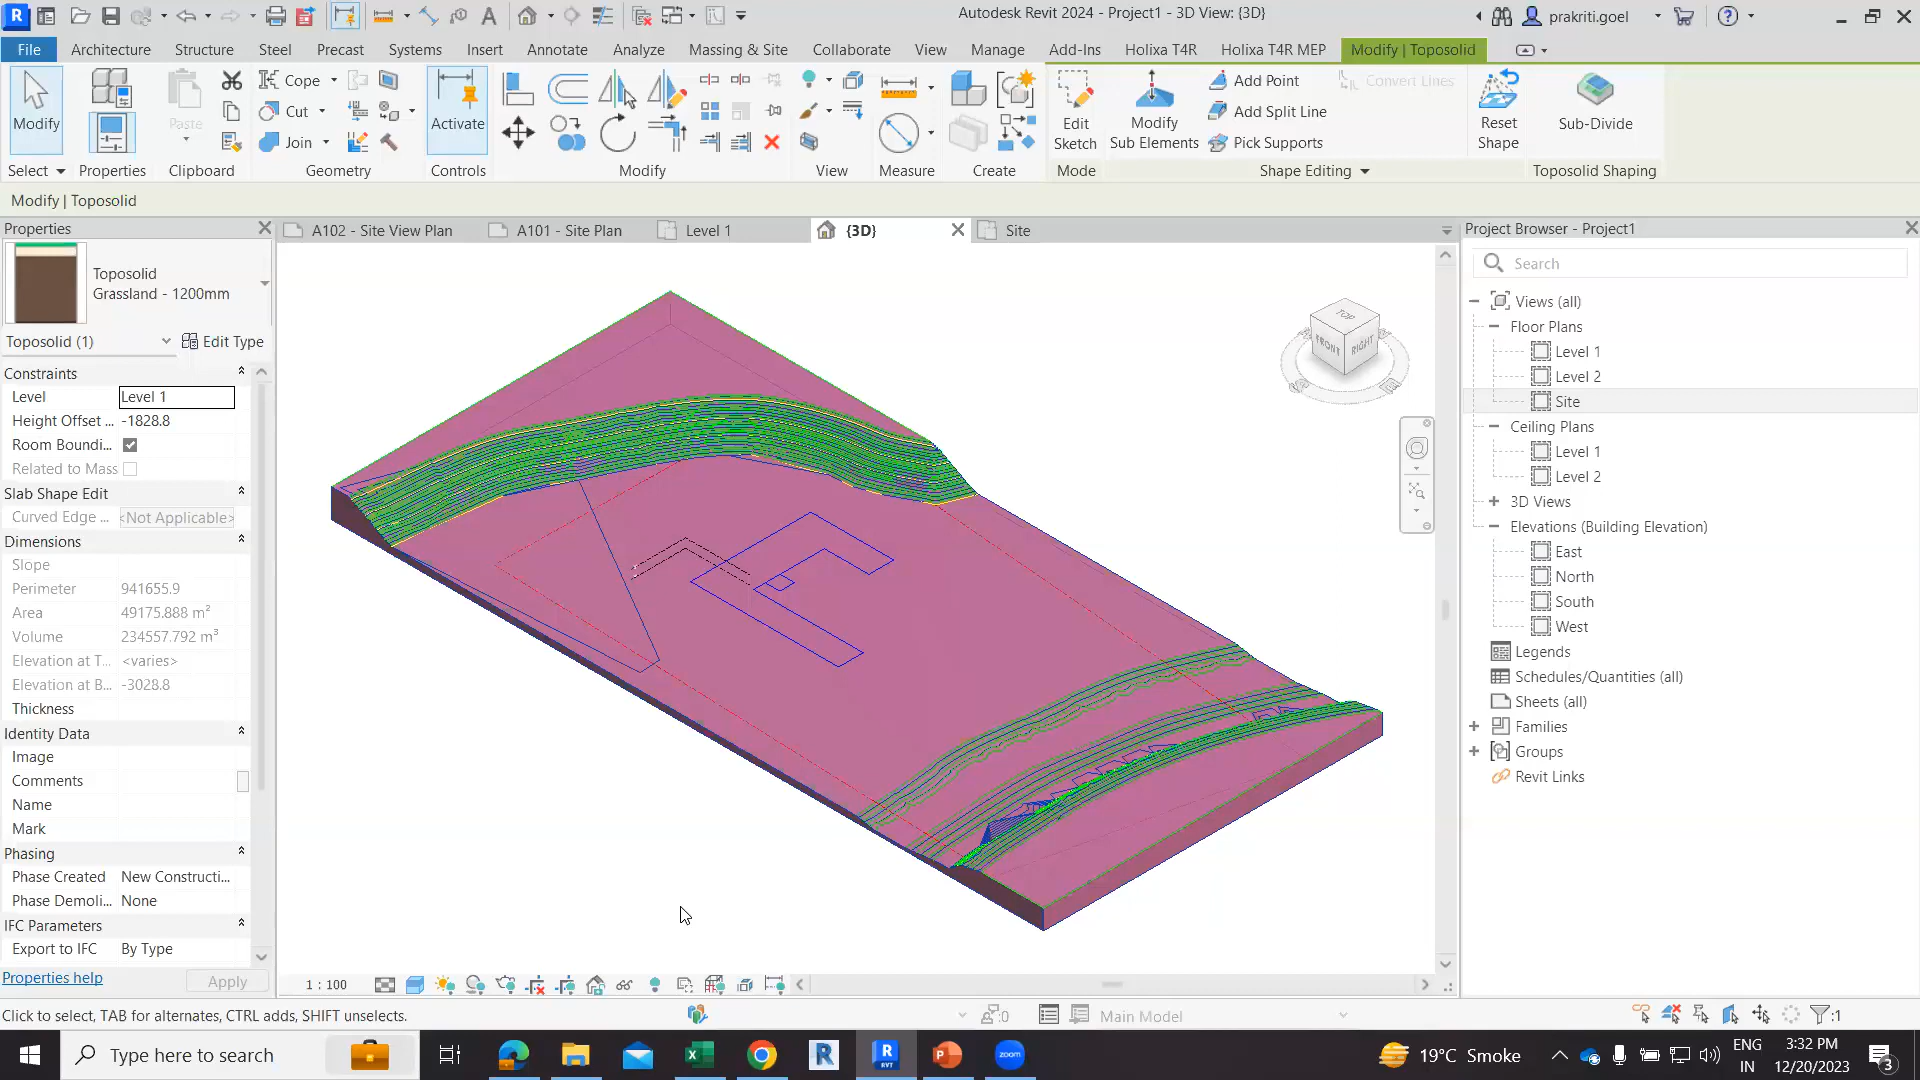 Autodesk Revit 2024 - Project1 - 3D View: {3D}
prakriti.goel
File
Architecture
Structure
Steel
Precast
Systems
Insert
Annotate
Analyze
Massing & Site
Collaborate
View
Manage
Add-Ins
Holixa T4R
Holixa T4R MEP
Modify | Toposolid
Modify
Paste
Cope
Cut
Join
Activate
Edit
Sketch
Modify
Sub Elements
Add Point
Add Split Line
Pick Supports
Convert Lines
Reset
Shape
Sub-Divide
Select
Properties
Clipboard
Geometry
Controls
Modify
View
Measure
Create
Mode
Shape Editing
Toposolid Shaping
Modify | Toposolid
Properties
A102 - Site View Plan
A101 - Site Plan
Level 1
{3D}
Site
Toposolid
Grassland - 1200mm
Toposolid (1)
Edit Type
Constraints
Level
Level 1
Height Offset ... -1828.8
Room Boundi...
Related to Mass
Slab Shape Edit
Curved Edge ... <Not Applicable>
Dimensions
Slope
Perimeter 941655.9
Area 49175.888 m²
Volume 234557.792 m³
Elevation at T... <varies>
Elevation at B... -3028.8
Thickness
Identity Data
Image
Comments
Name
Mark
Phasing
Phase Created New Constructi...
Phase Demoli... None
IFC Parameters
Export to IFC By Type
Properties help
Apply
TOP
FRONT
RIGHT
Project Browser - Project1
Search
Views (all)
Floor Plans
Level 1
Level 2
Site
Ceiling Plans
Level 1
Level 2
3D Views
Elevations (Building Elevation)
East
North
South
West
Legends
Schedules/Quantities (all)
Sheets (all)
Families
Groups
Revit Links
1 : 100
Click to select, TAB for alternates, CTRL adds, SHIFT unselects.
:0
Main Model
:1
Type here to search
zoom
19°C Smoke
ENG
IN
3:32 PM
12/20/2023
3